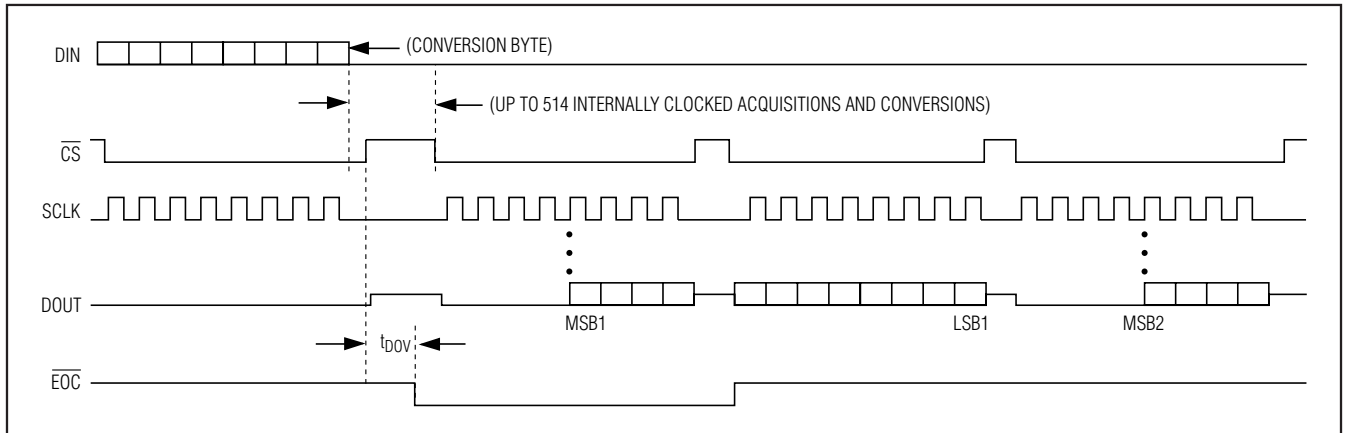 DIN
(CONVERSION BYTE)
(UP TO 514 INTERNALLY CLOCKED ACQUISITIONS AND CONVERSIONS)
CS
SCLK
DOUT
MSB1
LSB1
MSB2
tDOV
EOC